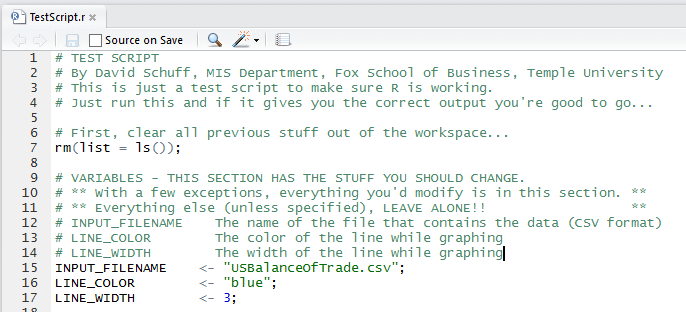 TestScript.r
Source on Save
1 # TEST SCRIPT
2 # By David Schuff, MIS Department, Fox School of Business, Temple University
3 # This is just a test script to make sure R is working.
4 # Just run this and if it gives you the correct output you're good to go...
5
6 # First, clear all previous stuff out of the workspace...
7 rm(list = ls());
8
9 # VARIABLES - THIS SECTION HAS THE STUFF YOU SHOULD CHANGE.
10 # ** With a few exceptions, everything you'd modify is in this section. **
11 # ** Everything else (unless specified), LEAVE ALONE!! **
12 # INPUT_FILENAME The name of the file that contains the data (CSV format)
13 # LINE_COLOR The color of the line while graphing
14 # LINE_WIDTH The width of the line while graphing
15 INPUT_FILENAME <- "USBalanceOfTrade.csv";
16 LINE_COLOR <- "blue";
17 LINE_WIDTH <- 3;